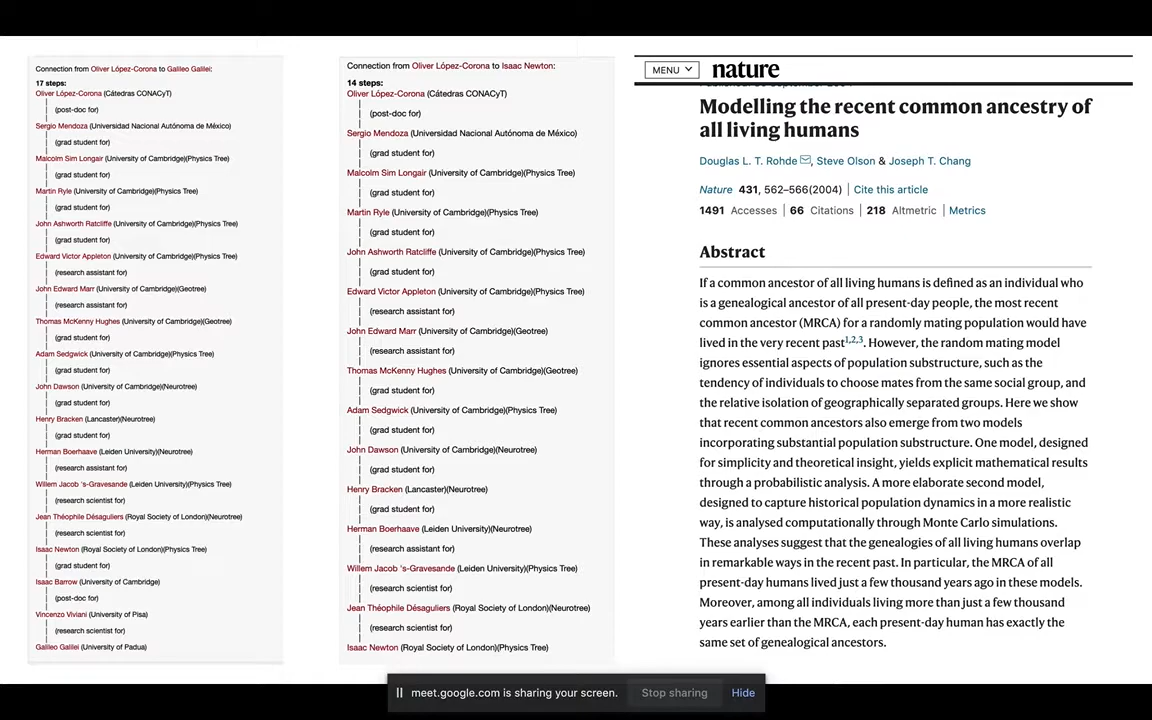 Connection from Oliver López-Corona to Galileo Galilei:
17 steps:
Oliver López-Corona (Cátedras CONACyT)
(post-doc for)
Sergio Mendoza (Universidad Nacional Autónoma de México)
(grad student for)
Malcolm Sim Longair (University of Cambridge)(Physics Tree)
(grad student for)
Martin Ryle (University of Cambridge)(Physics Tree)
(grad student for)
John Ashworth Ratcliffe (University of Cambridge)(Physics Tree)
(grad student for)
Edward Victor Appleton (University of Cambridge)(Physics Tree)
(research assistant for)
John Edward Marr (University of Cambridge)(Geotree)
(research assistant for)
Thomas McKenny Hughes (University of Cambridge)(Geotree)
(grad student for)
Adam Sedgwick (University of Cambridge)(Physics Tree)
(grad student for)
John Dawson (University of Cambridge)(Neurotree)
(grad student for)
Henry Bracken (Lancaster)(Neurotree)
(grad student for)
Herman Boerhaave (Leiden University)(Neurotree)
(research assistant for)
Willem Jacob 's-Gravesande (Leiden University)(Physics Tree)
(research scientist for)
Jean Théophile Désaguliers (Royal Society of London)(Neurotree)
(research scientist for)
Isaac Newton (Royal Society of London)(Physics Tree)
(grad student for)
Isaac Barrow (University of Cambridge)
(post-doc for)
Vincenzo Viviani (University of Pisa)
(research scientist for)
Galileo Galilei (University of Padua)
Connection from Oliver López-Corona to Isaac Newton:
14 steps:
Oliver López-Corona (Cátedras CONACyT)
(post-doc for)
Sergio Mendoza (Universidad Nacional Autónoma de México)
(grad student for)
Malcolm Sim Longair (University of Cambridge)(Physics Tree)
(grad student for)
Martin Ryle (University of Cambridge)(Physics Tree)
(grad student for)
John Ashworth Ratcliffe (University of Cambridge)(Physics Tree)
(grad student for)
Edward Victor Appleton (University of Cambridge)(Physics Tree)
(research assistant for)
John Edward Marr (University of Cambridge)(Geotree)
(research assistant for)
Thomas McKenny Hughes (University of Cambridge)(Geotree)
(grad student for)
Adam Sedgwick (University of Cambridge)(Physics Tree)
(grad student for)
John Dawson (University of Cambridge)(Neurotree)
(grad student for)
Henry Bracken (Lancaster)(Neurotree)
(grad student for)
Herman Boerhaave (Leiden University)(Neurotree)
(research assistant for)
Willem Jacob 's-Gravesande (Leiden University)(Physics Tree)
(research scientist for)
Jean Théophile Désaguliers (Royal Society of London)(Neurotree)
(research scientist for)
Isaac Newton (Royal Society of London)(Physics Tree)
MENU nature
Modelling the recent common ancestry of
all living humans
Douglas L. T. Rohde, Steve Olson & Joseph T. Chang
Nature 431, 562–566(2004) | Cite this article
1491 Accesses | 66 Citations | 218 Altmetric | Metrics
Abstract
If a common ancestor of all living humans is defined as an individual who
is a genealogical ancestor of all present-day people, the most recent
common ancestor (MRCA) for a randomly mating population would have
lived in the very recent past1,2,3. However, the random mating model
ignores essential aspects of population substructure, such as the
tendency of individuals to choose mates from the same social group, and
the relative isolation of geographically separated groups. Here we show
that recent common ancestors also emerge from two models
incorporating substantial population substructure. One model, designed
for simplicity and theoretical insight, yields explicit mathematical results
through a probabilistic analysis. A more elaborate second model,
designed to capture historical population dynamics in a more realistic
way, is analysed computationally through Monte Carlo simulations.
These analyses suggest that the genealogies of all living humans overlap
in remarkable ways in the recent past. In particular, the MRCA of all
present-day humans lived just a few thousand years ago in these models.
Moreover, among all individuals living more than just a few thousand
years earlier than the MRCA, each present-day human has exactly the
same set of genealogical ancestors.
meet.google.com is sharing your screen. Stop sharing Hide